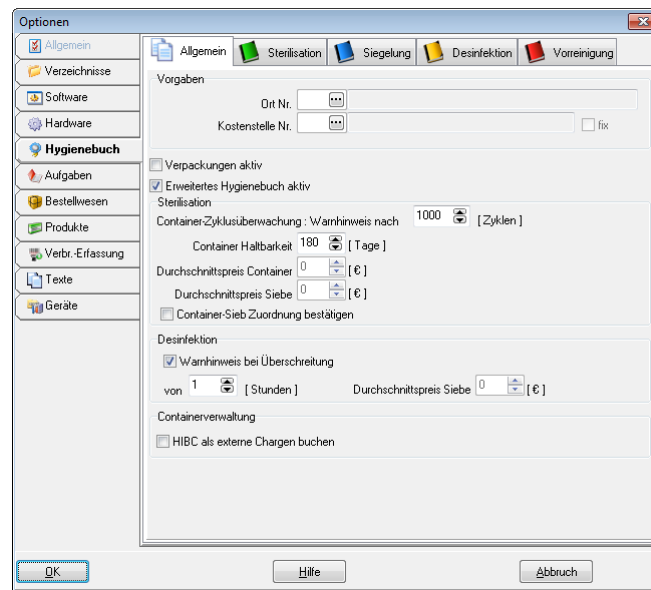 Optionen
Allgemein
Verzeichnisse
Software
Hardware
Hygienebuch
Aufgaben
Bestellwesen
Produkte
Verbr.-Erfassung
Texte
Geräte
Allgemein Sterilisation Siegelung Desinfektion Vorreinigung
Vorgaben
Ort Nr.
Kostenstelle Nr. fix
Verpackungen aktiv
Erweitertes Hygienebuch aktiv
Sterilisation
Container-Zyklusüberwachung : Warnhinweis nach 1000 [ Zyklen ]
Container Haltbarkeit 180 [ Tage ]
Durchschnittspreis Container 0 [ € ]
Durchschnittspreis Siebe 0 [ € ]
Container-Sieb Zuordnung bestätigen
Desinfektion
Warnhinweis bei Überschreitung
von 1 [ Stunden ] Durchschnittspreis Siebe 0 [ € ]
Containerverwaltung
HIBC als externe Chargen buchen
OK Hilfe Abbruch